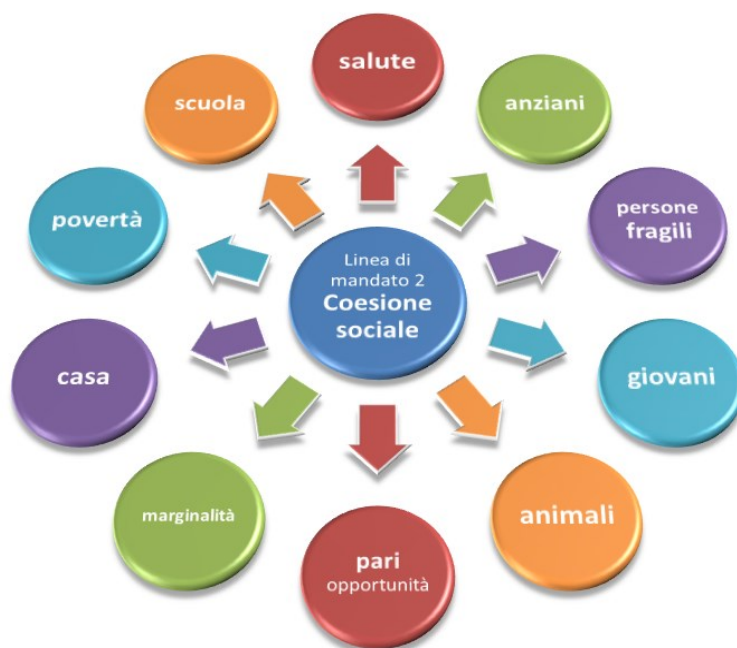 salute
anziani
persone
fragili
giovani
animali
pari
opportunità
marginalità
casa
povertà
scuola
Linea di
mandato 2
Coesione
sociale